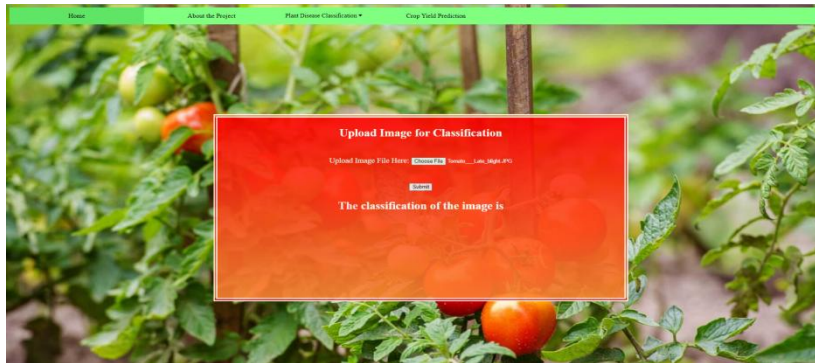 Home About the Project Plant Disease Classification Crop Yield Prediction
Upload Image for Classification
Upload Image File Here: Choose File Tomato___Late_blight.JPG
Submit
The classification of the image is